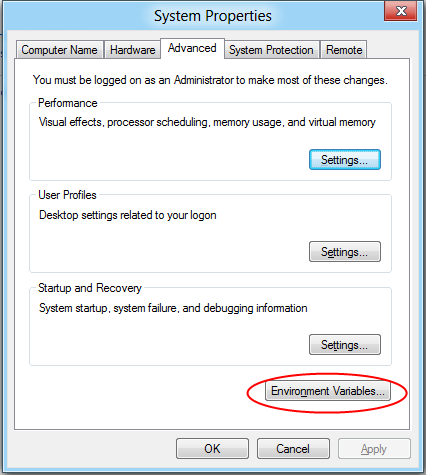 System Properties
Computer Name Hardware Advanced System Protection Remote
You must be logged on as an Administrator to make most of these changes.
Performance
Visual effects, processor scheduling, memory usage, and virtual memory
Settings...
User Profiles
Desktop settings related to your logon
Settings...
Startup and Recovery
System startup, system failure, and debugging information
Settings...
Environment Variables...
OK Cancel Apply